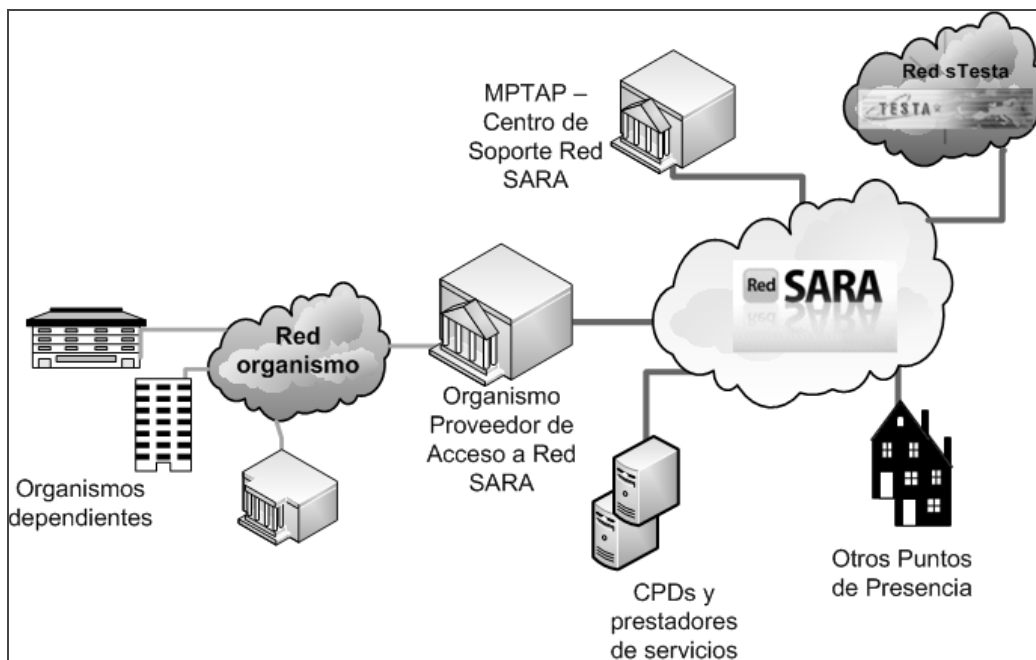 Red sTesta
TESTA
MPTAP –
Centro de
Soporte Red
SARA
Red SARA
Red
organismo
Organismo
Proveedor de
Acceso a Red
SARA
Organismos
dependientes
CPDs y
prestadores
de servicios
Otros Puntos
de Presencia